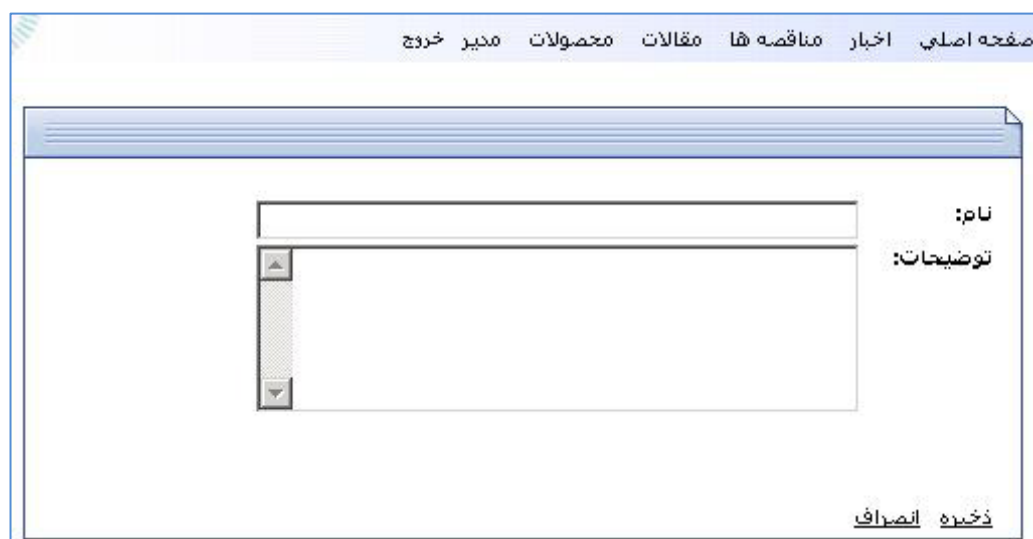 صفحه اصلي اخبار مناقصه ها مقالات محصولات مدير خروج
نام:
توضيحات:
ذخيره انصراف